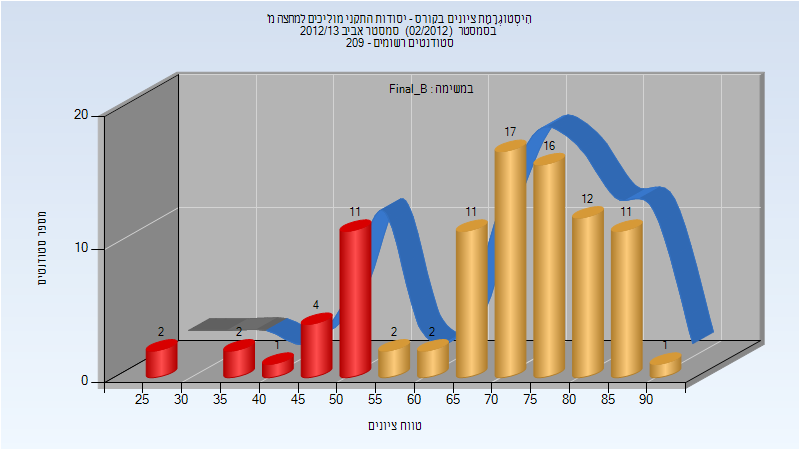 היסטוגרמת ציונים בקורס - יסודות התקני מוליכים למחצה מ'
בסמסטר (02/2012) סמסטר אביב 2012/13
סטודנטים רשומים - 209
במשימה : Final_B
מספר סטודנטים
20
10
0
2
2
1
4
11
2
2
11
17
16
12
11
1
25 30 35 40 45 50 55 60 65 70 75 80 85 90
טווח ציונים